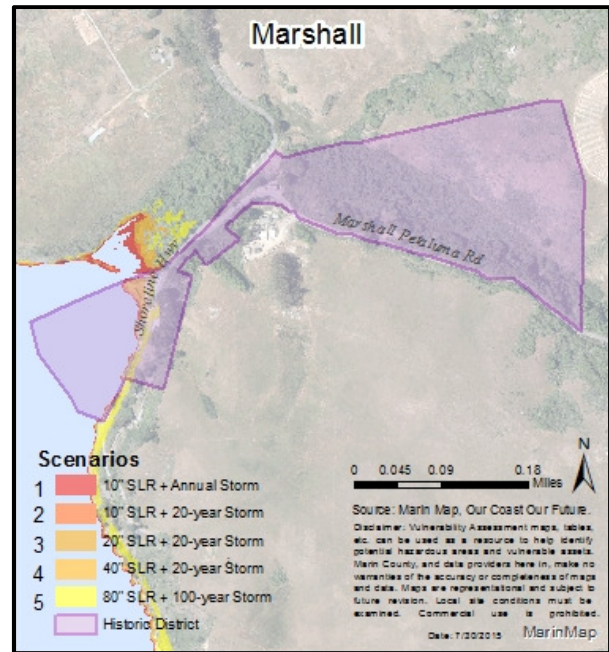 Marshall
Marshall Petaluma Rd
Shoreline Hwy
Scenarios
1 10" SLR + Annual Storm
2 10" SLR + 20-year Storm
3 20" SLR + 20-year Storm
4 40" SLR + 20-year Storm
5 80" SLR + 100-year Storm
Historic District
N
0 0.045 0.09 0.18
Miles
Source: Marin Map, Our Coast Our Future.
Disclaimer: Vulnerability Assessment maps, tables,
etc. can be used as a resource to help identify
potential hazardous areas and vulnerable assets.
Marin County, and data providers here in, make no
warranties of the accuracy or completeness of maps
and data. Maps are representational and subject to
future revision. Local site conditions must be
examined. Commercial use is prohibited.
Date: 7/30/2015 MarinMap